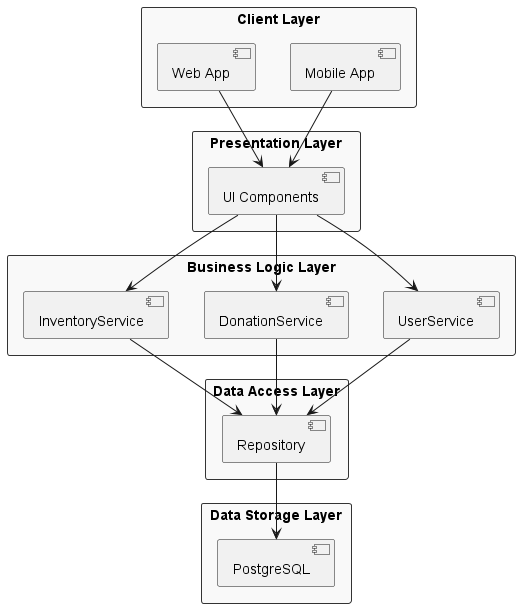 Client Layer
Web App
Mobile App
Presentation Layer
UI Components
Business Logic Layer
InventoryService
DonationService
UserService
Data Access Layer
Repository
Data Storage Layer
PostgreSQL